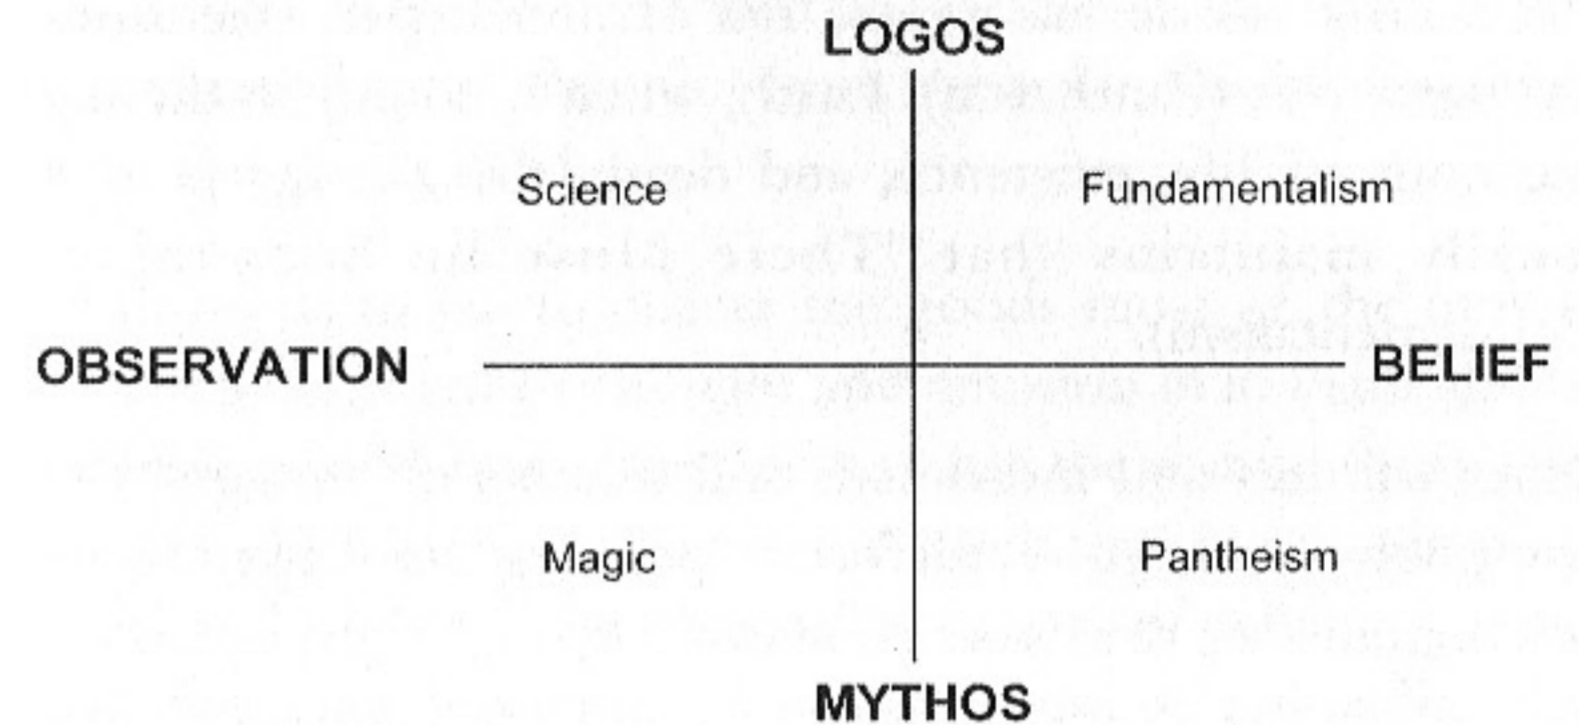 LOGOS
Science Fundamentalism
OBSERVATION BELIEF
Magic Pantheism
MYTHOS